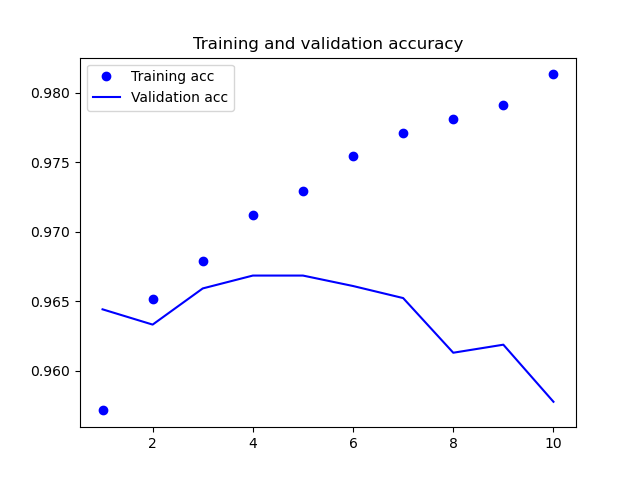 Training and validation accuracy
Training acc
Validation acc
0.980
0.975
0.970
0.965
0.960
2 4 6 8 10